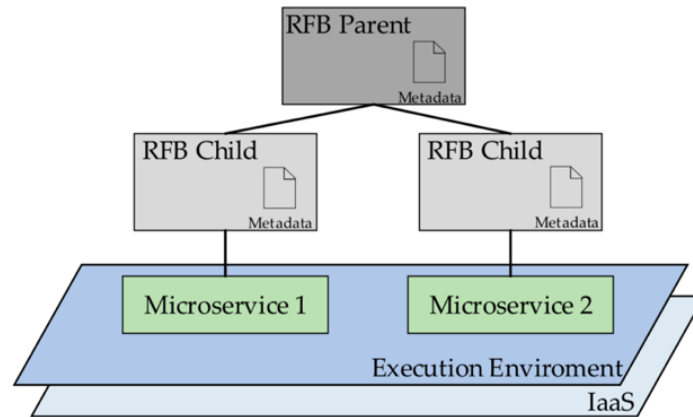 RFB Parent
Metadata
RFB Child
Metadata
RFB Child
Metadata
Microservice 1
Microservice 2
Execution Enviroment
IaaS